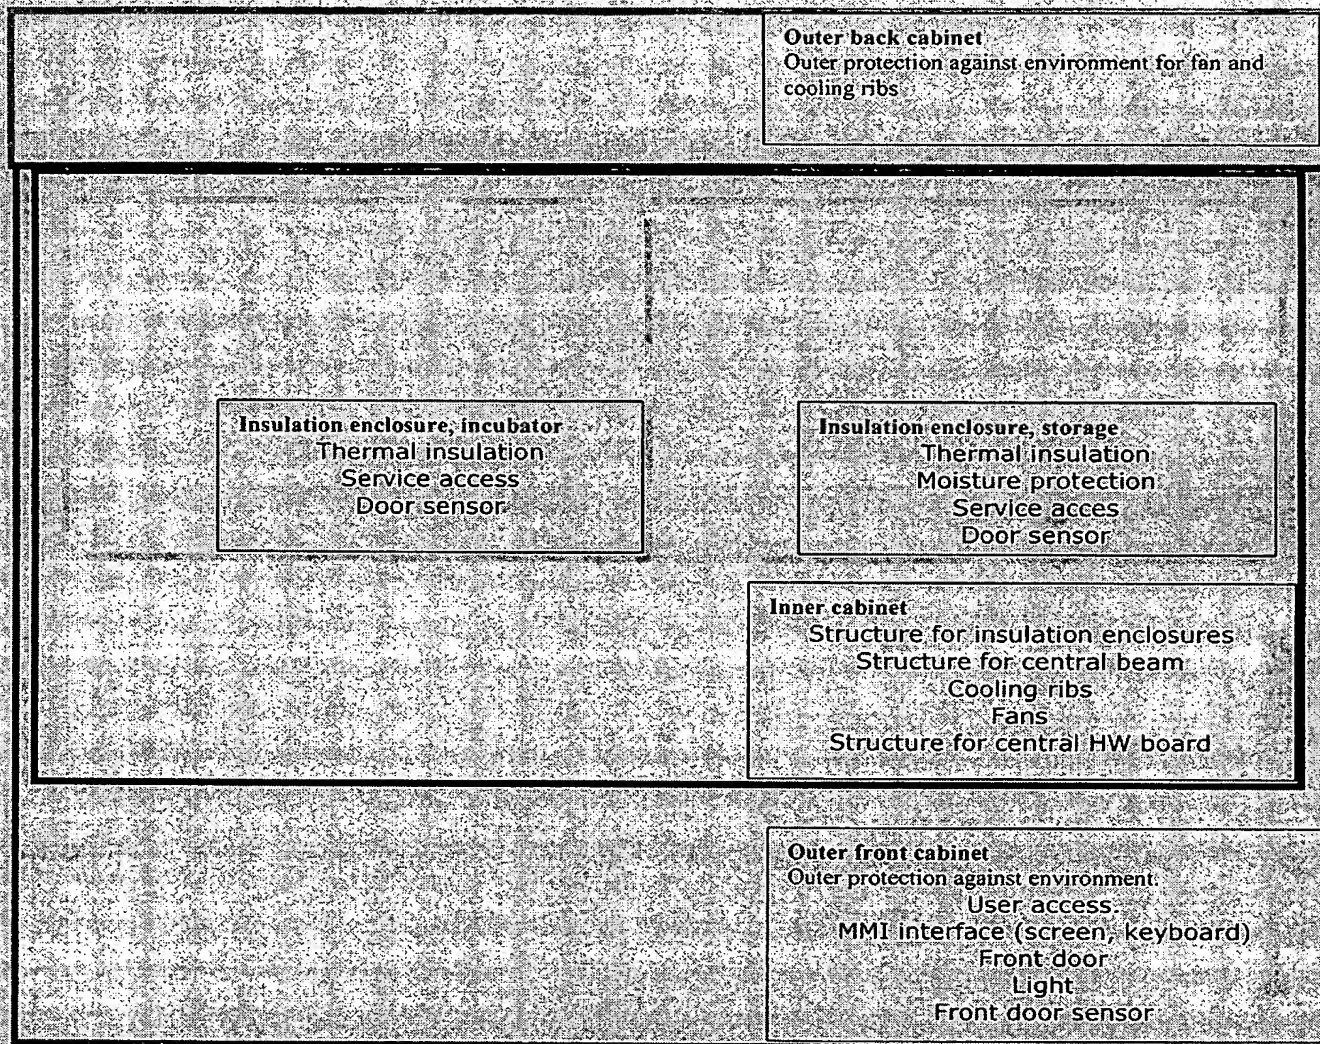 Outer back cabinet
Outer protection against environment for fan and
cooling ribs
Insulation enclosure, incubator
Thermal insulation
Service access
Door sensor
Insulation enclosure, storage
Thermal insulation
Moisture protection
Service acces
Door sensor
Inner cabinet
Structure for insulation enclosures
Structure for central beam
Cooling ribs
Fans
Structure for central HW board
Outer front cabinet
Outer protection against environment.
User access.
MMI interface (screen, keyboard)
Front door
Light
Front door sensor